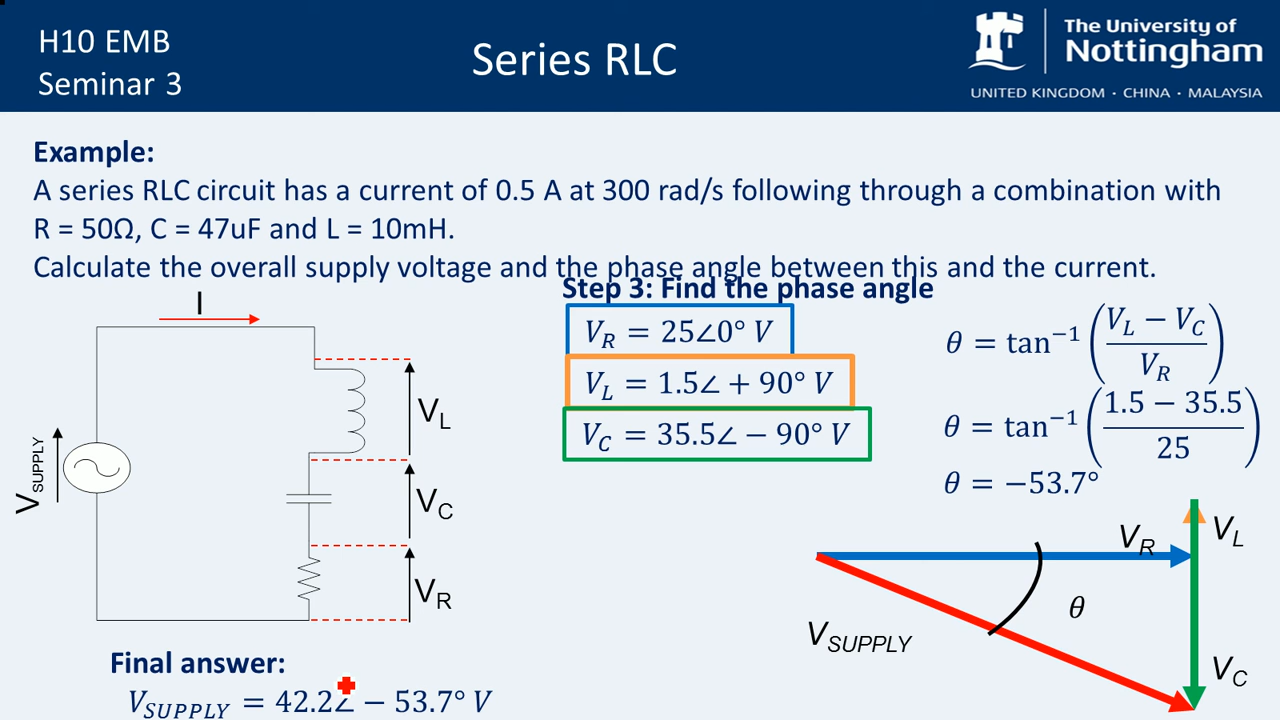 H10 EMB
Seminar 3
Series RLC
The University of
Nottingham
UNITED KINGDOM · CHINA · MALAYSIA
Example:
A series RLC circuit has a current of 0.5 A at 300 rad/s following through a combination with
R = 50Ω, C = 47uF and L = 10mH.
Calculate the overall supply voltage and the phase angle between this and the current.
Step 3: Find the phase angle
I
V_SUPPLY
V_L
V_C
V_R
V_R = 25∠0° V
V_L = 1.5∠ + 90° V
V_C = 35.5∠ − 90° V
θ = tan⁻¹ ((V_L − V_C)/V_R)
θ = tan⁻¹ ((1.5 − 35.5)/25)
θ = −53.7°
V_R
V_L
θ
V_SUPPLY
V_C
Final answer:
V_SUPPLY = 42.2∠ − 53.7° V